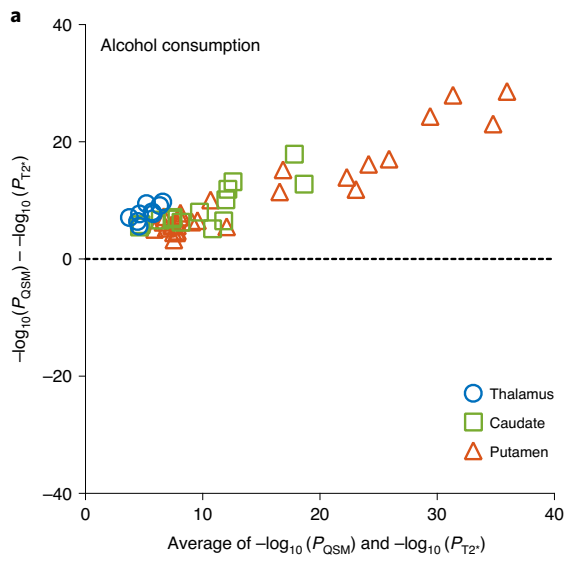 a
Alcohol consumption
40
20
0
–20
–40
–log10(PQSM) – –log10 (PT2*)
0 10 20 30 40
Average of –log10 (PQSM) and –log10 (PT2*)
Thalamus
Caudate
Putamen